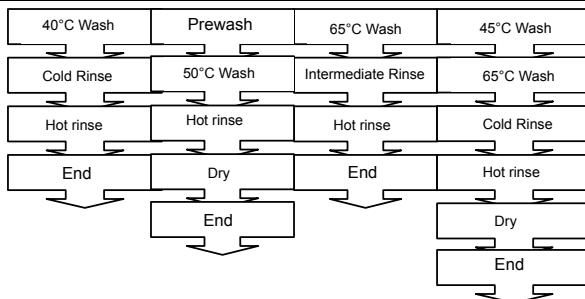 40°C Wash
Cold Rinse
Hot rinse
End
Prewash
50°C Wash
Hot rinse
Dry
End
65°C Wash
Intermediate Rinse
Hot rinse
End
45°C Wash
65°C Wash
Cold Rinse
Hot rinse
Dry
End